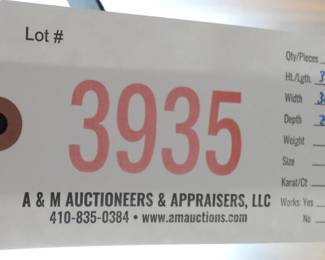 Lot #
3935
A & M AUCTIONEERS & APPRAISERS, LLC
410-835-0384 • www.amauctions.com
Qty/Pieces
Ht./Lgth.
Width
Depth
Weight
Size
Karat/Ct
Works: Yes
No